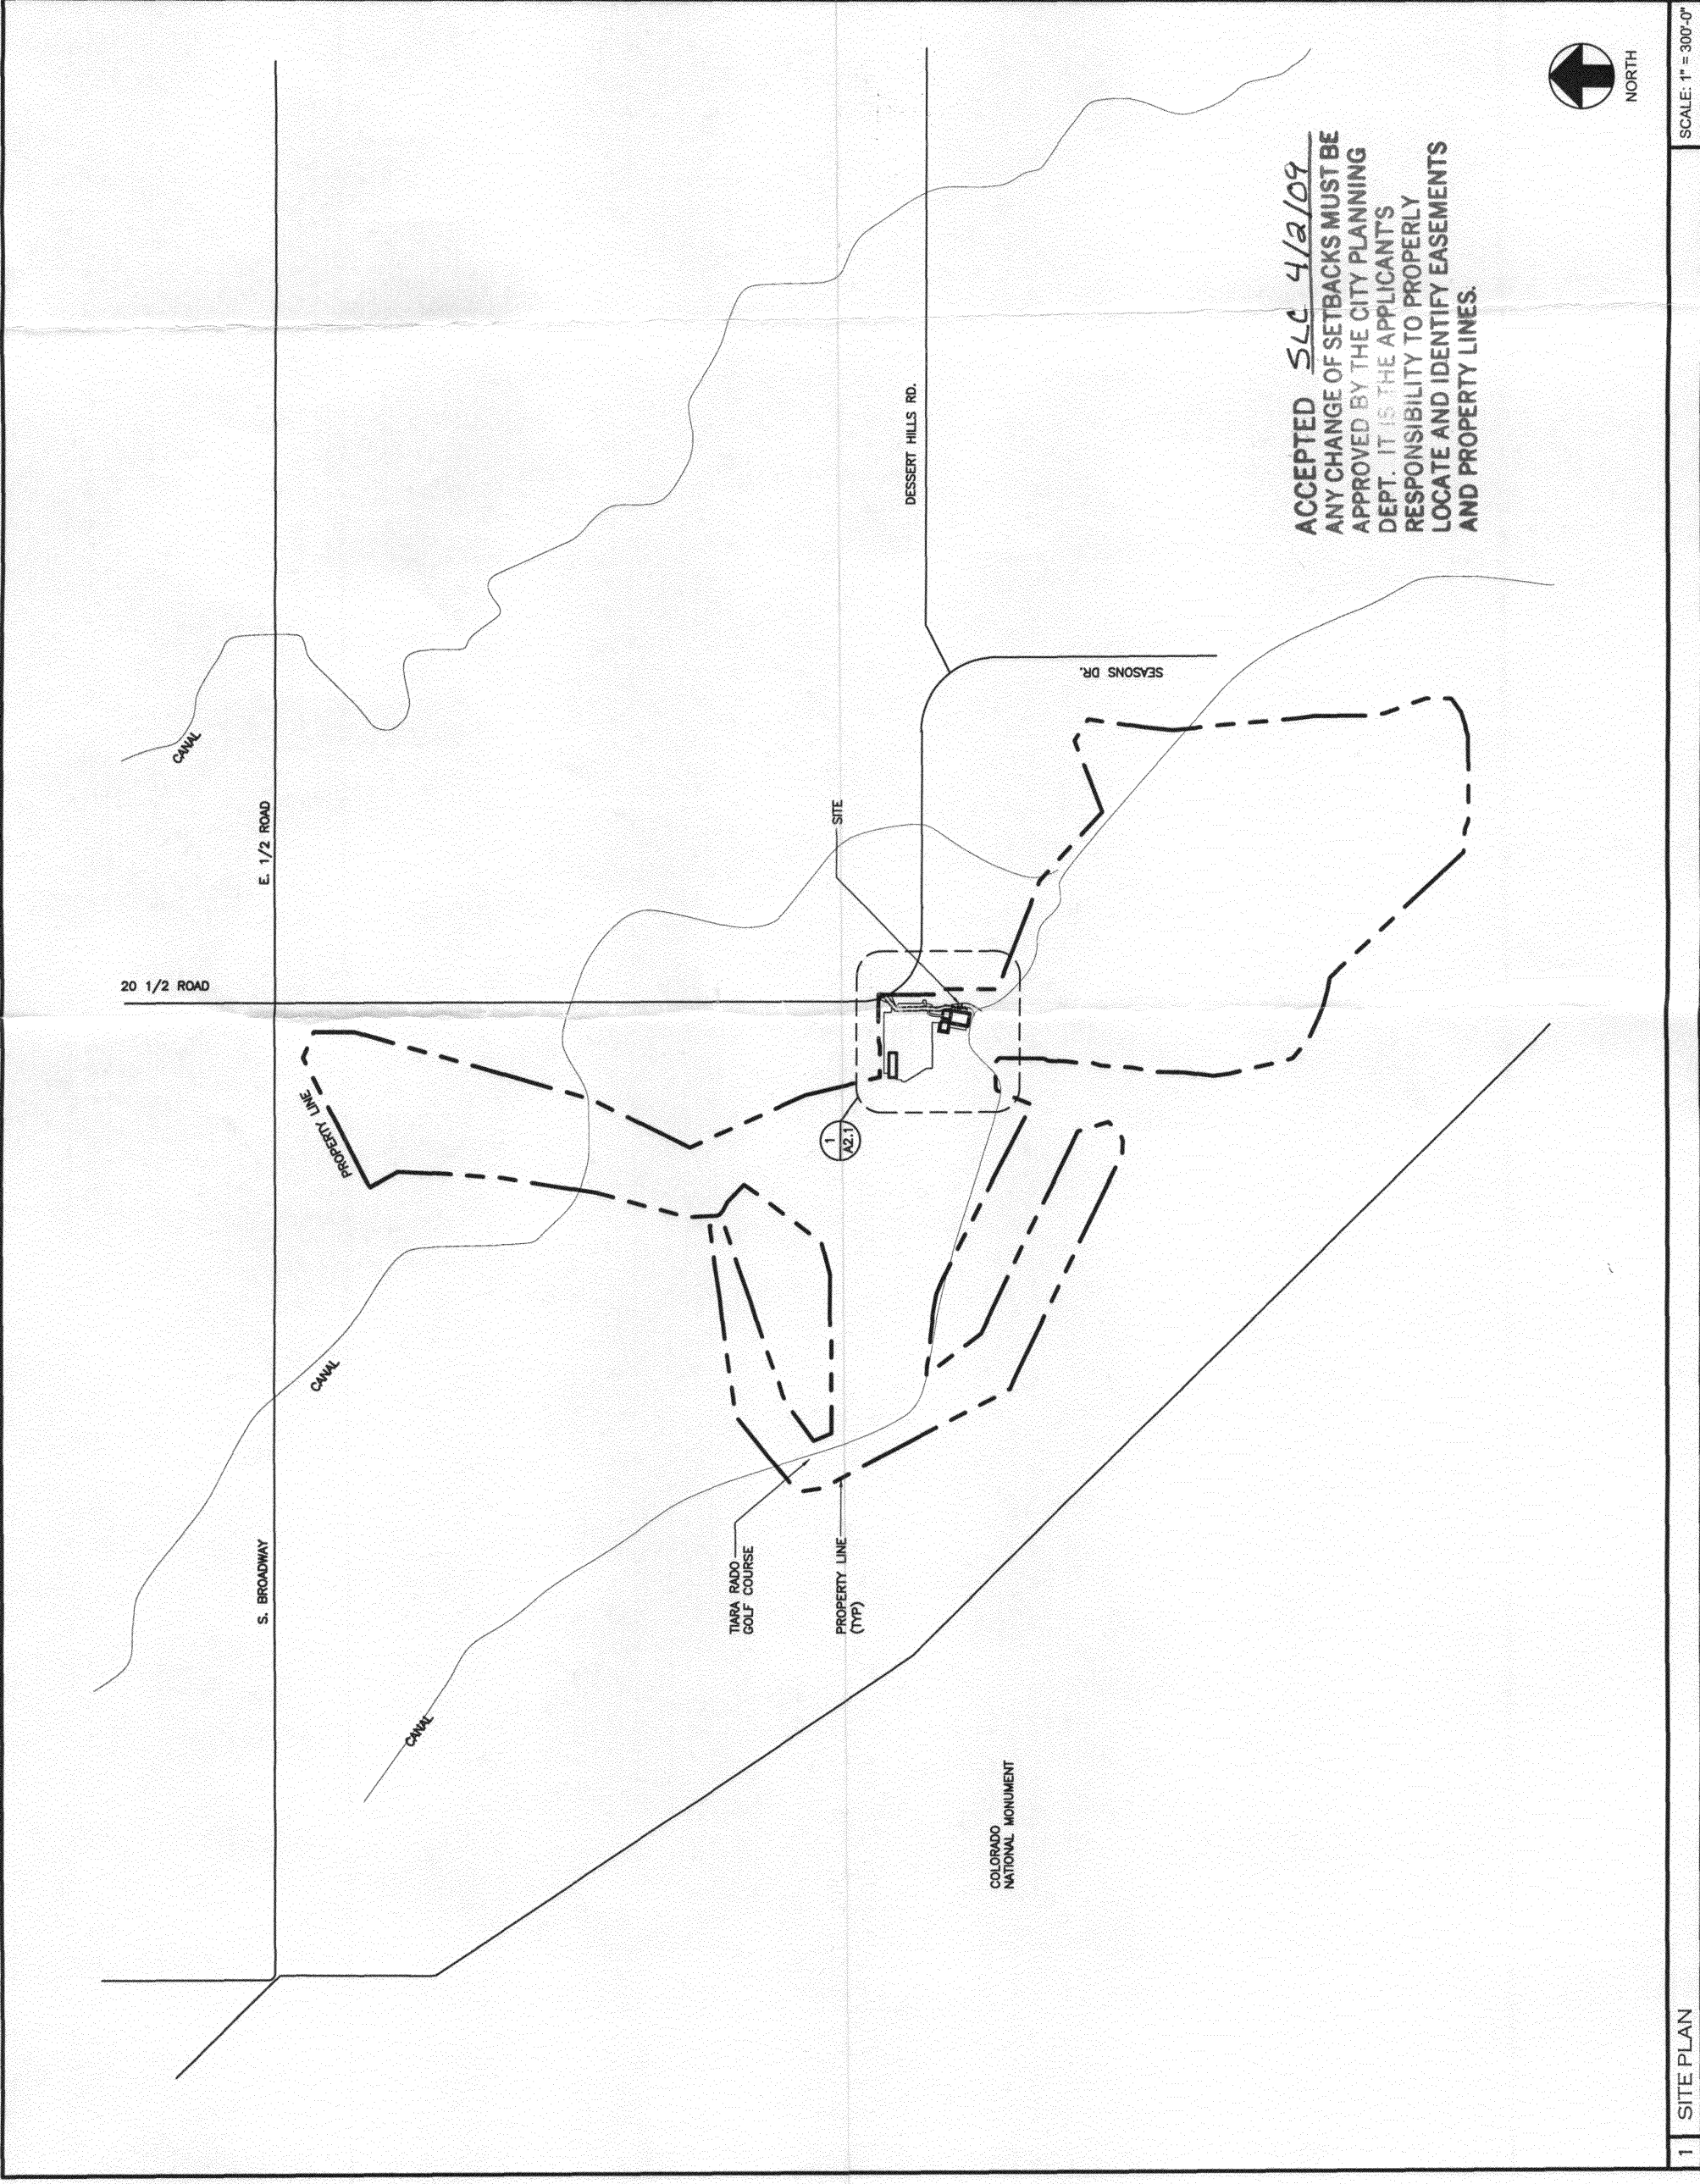 20 1/2 ROAD
E. 1/2 ROAD
S. BROADWAY
CANAL
CANAL
CANAL
PROPERTY LINE
SITE
1
A2.1
DESSERT HILLS RD.
SEASONS DR.
TIARA RADO
GOLF COURSE
PROPERTY LINE
(TYP)
COLORADO
NATIONAL MONUMENT
ACCEPTED SLC 4/2/09
ANY CHANGE OF SETBACKS MUST BE
APPROVED BY THE CITY PLANNING
DEPT. IT IS THE APPLICANT'S
RESPONSIBILITY TO PROPERLY
LOCATE AND IDENTIFY EASEMENTS
AND PROPERTY LINES.
NORTH
1 SITE PLAN
SCALE: 1" = 300'-0"